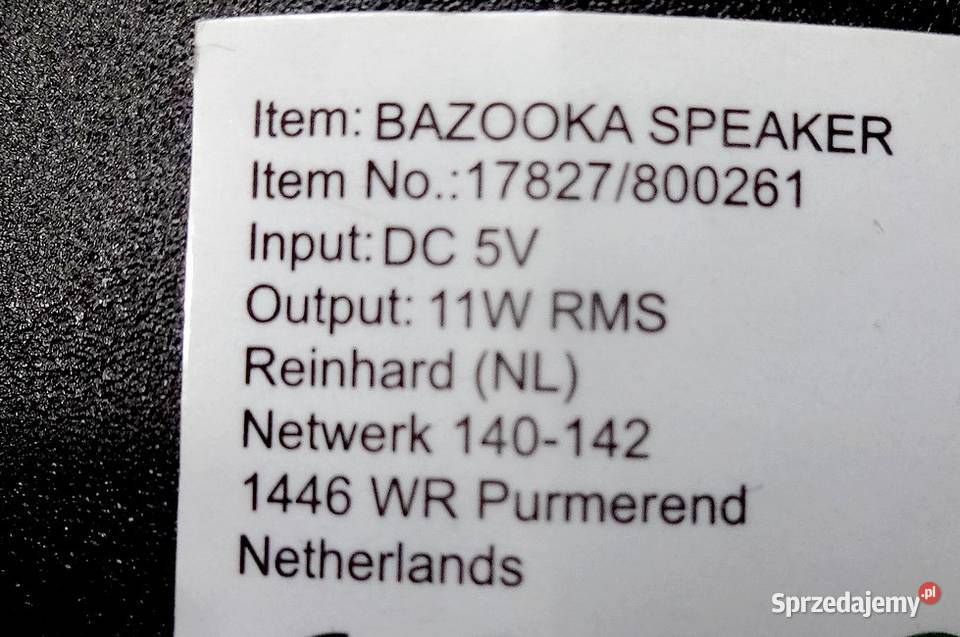 Item: BAZOOKA SPEAKER
Item No.:17827/800261
Input: DC 5V
Output: 11W RMS
Reinhard (NL)
Netwerk 140-142
1446 WR Purmerend
Netherlands
Sprzedajemy.pl